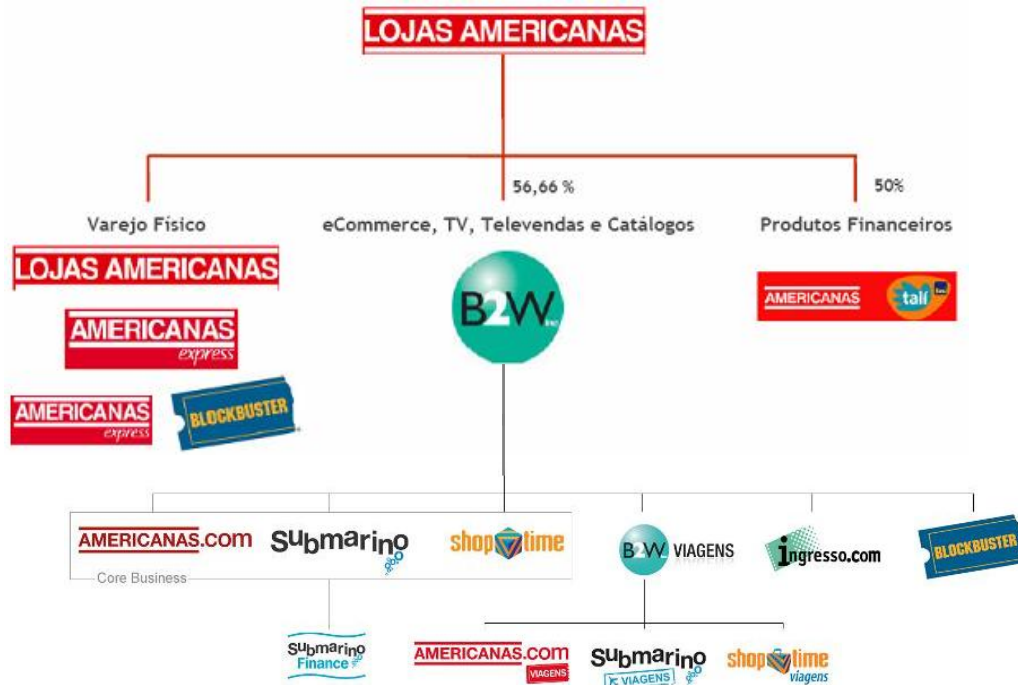 LOJAS AMERICANAS
56,66 %
50%
Varejo Físico
eCommerce, TV, Televendas e Catálogos
Produtos Financeiros
LOJAS AMERICANAS
B2W inc
AMERICANAS
taií
AMERICANAS
express
AMERICANAS
express
BLOCKBUSTER
AMERICANAS.com
submarino
shoptime
B2W VIAGENS
ingresso.com
BLOCKBUSTER
Core Business
submarino
Finance
AMERICANAS.com
VIAGENS
submarino
VIAGENS
shoptime
viagens